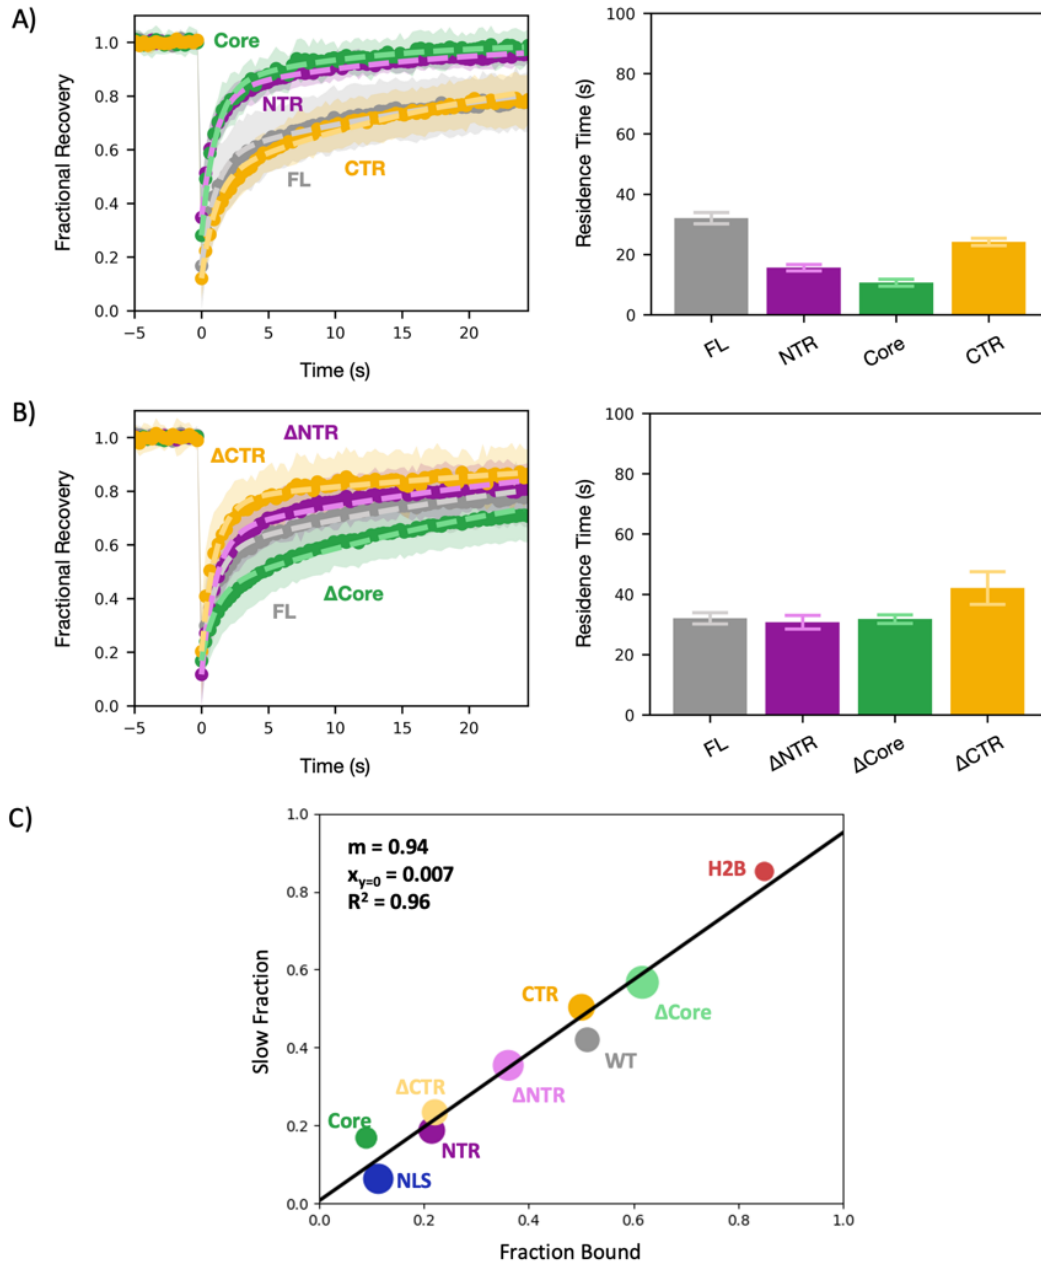 A)
1.0
0.8
0.6
0.4
0.2
0.0
Fractional Recovery
Core
NTR
FL
CTR
−5
0
5
10
15
20
Time (s)
100
80
60
40
20
0
Residence Time (s)
FL
NTR
Core
CTR
B)
1.0
0.8
0.6
0.4
0.2
0.0
Fractional Recovery
ΔNTR
ΔCTR
ΔCore
FL
−5
0
5
10
15
20
Time (s)
100
80
60
40
20
0
Residence Time (s)
FL
ΔNTR
ΔCore
ΔCTR
C)
1.0
0.8
0.6
0.4
0.2
0.0
Slow Fraction
m = 0.94
xy=0 = 0.007
R² = 0.96
H2B
CTR
ΔCore
WT
ΔCTR
ΔNTR
Core
NTR
NLS
0.0
0.2
0.4
0.6
0.8
1.0
Fraction Bound